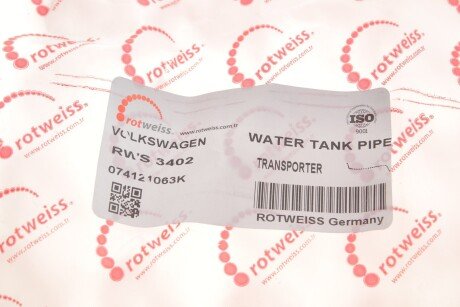 rotweiss.
www.rotweiss.com.tr
VOLKSWAGEN
RW'S 3402
074121063K
ISO
9001
WATER TANK PIPE
TRANSPORTER
ROTWEISS Germany
rotweiss.
www.rotweiss.com.tr